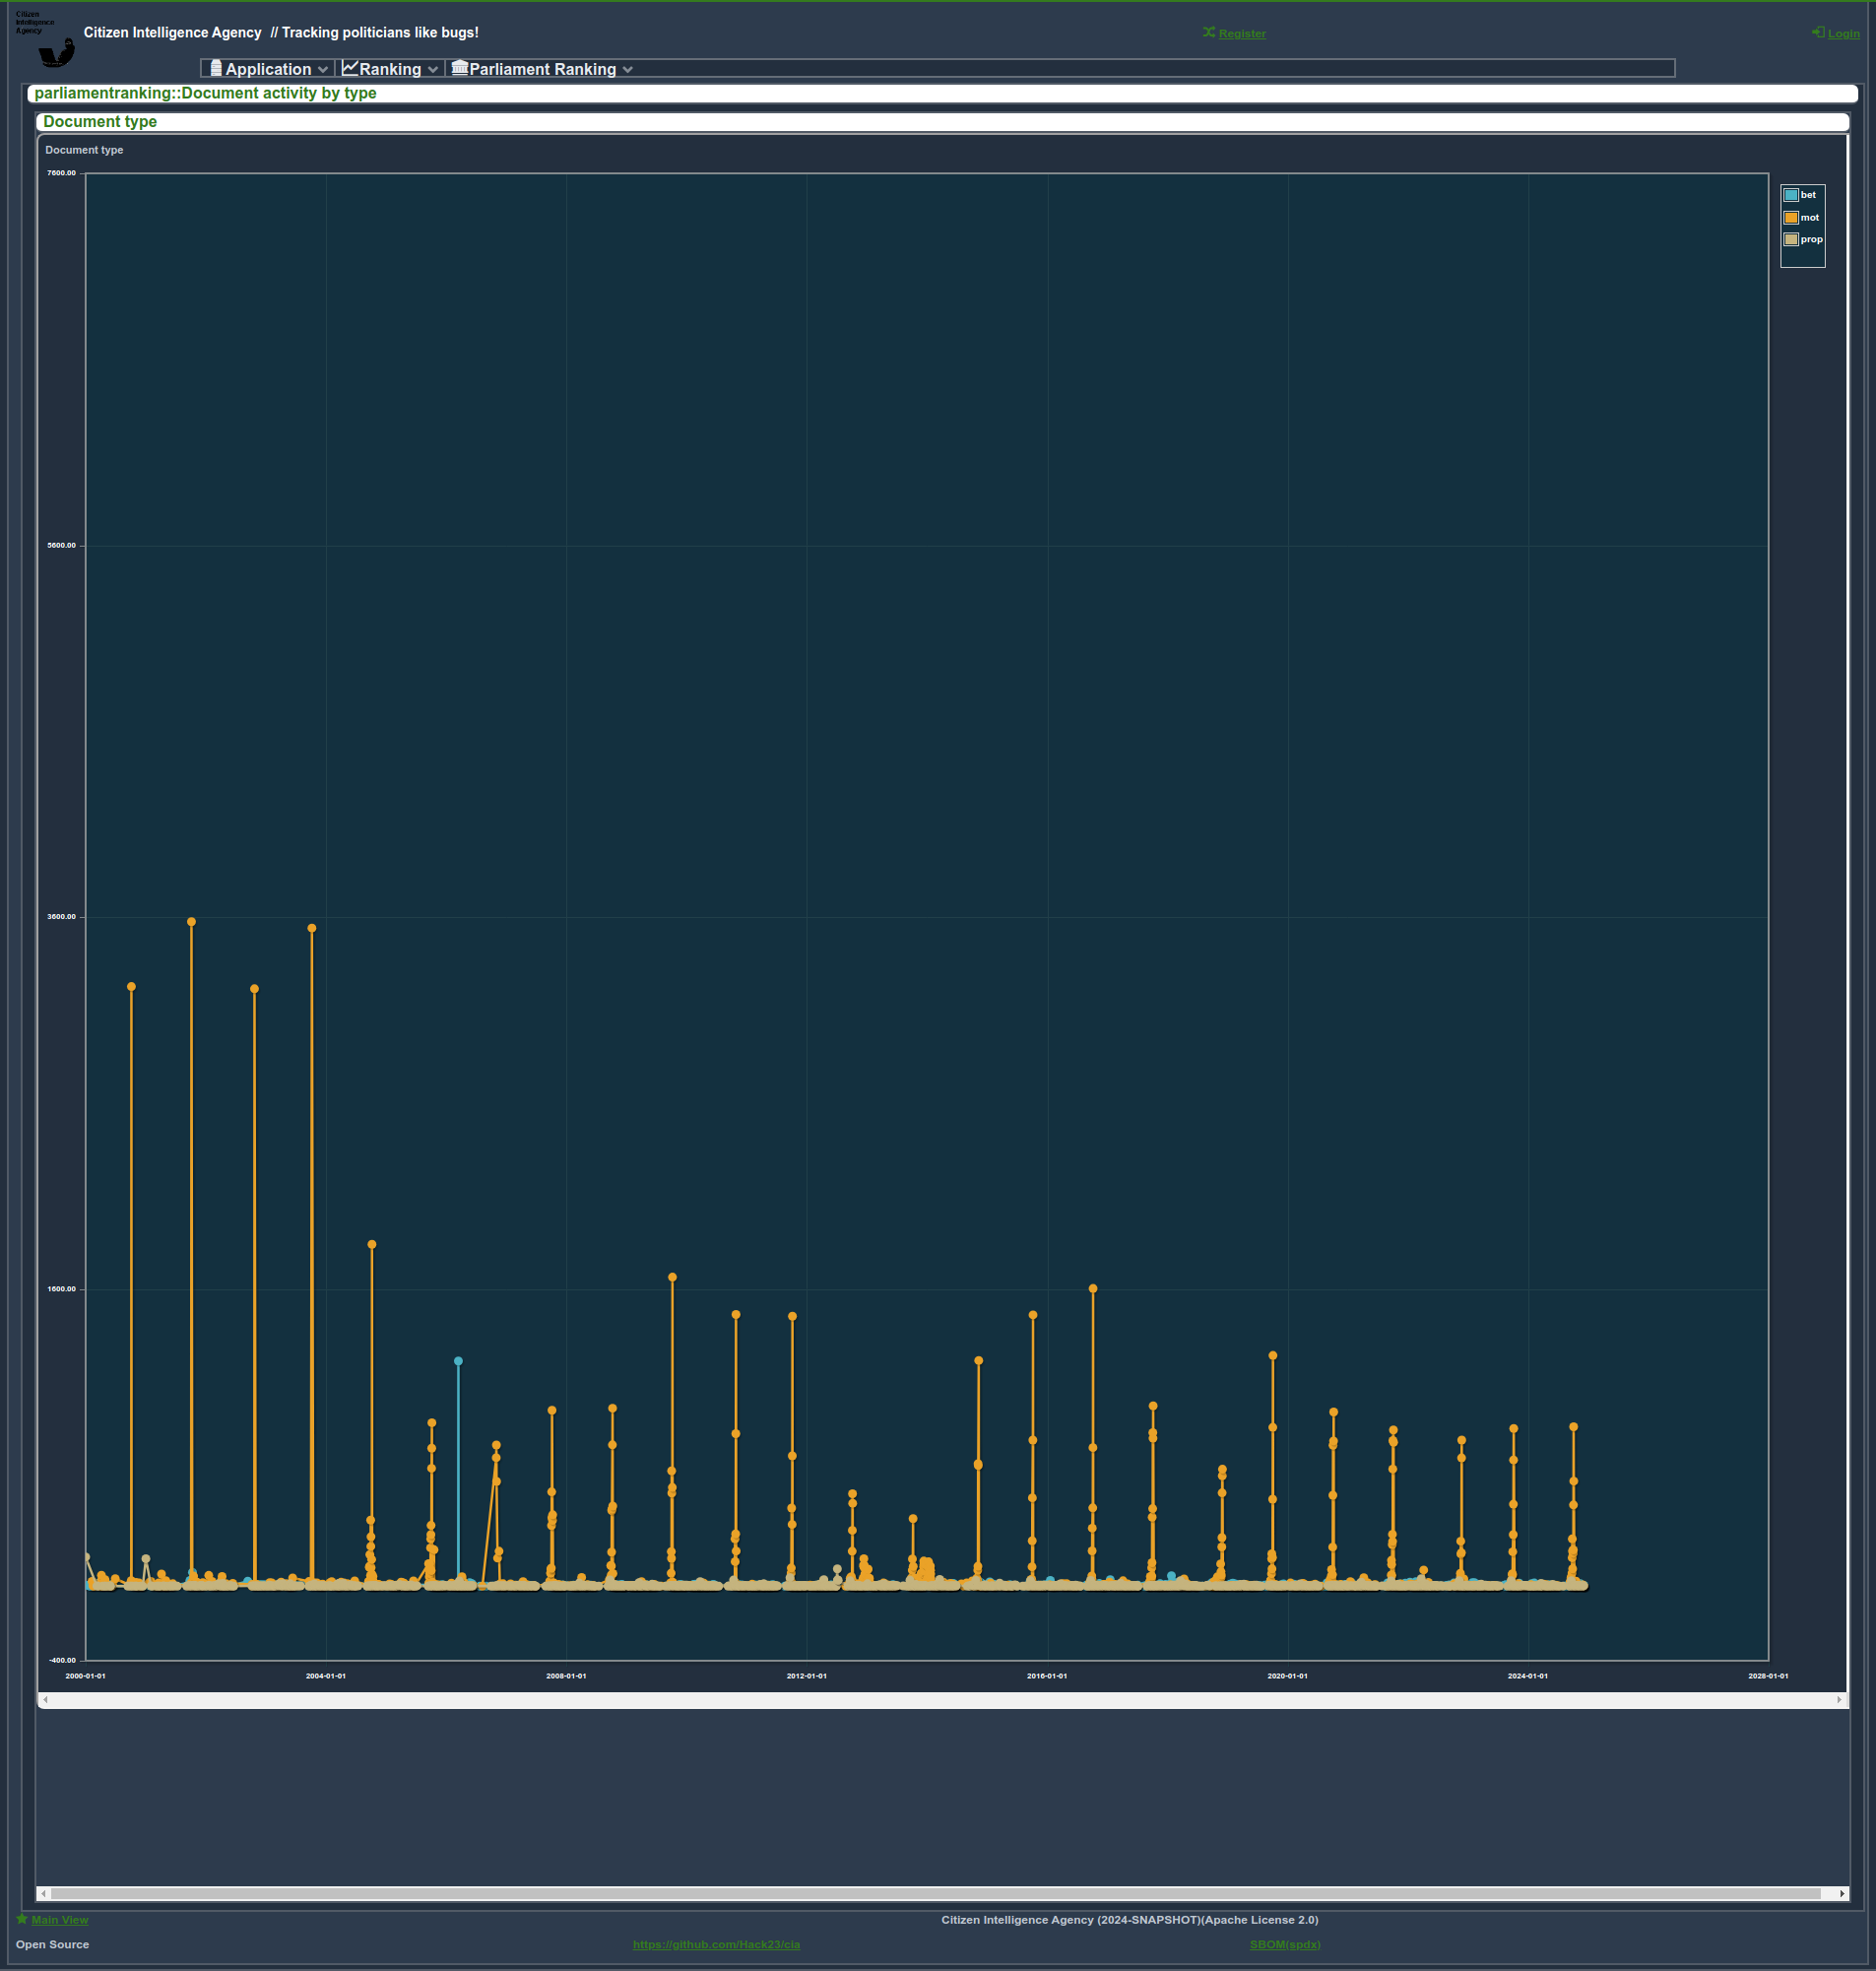 Citizen
Intelligence
Agency
Citizen Intelligence Agency // Tracking politicians like bugs!
Register
Login
Application
Ranking
Parliament Ranking
parliamentranking::Document activity by type
Document type
Document type
7600.00
5600.00
3600.00
1600.00
-400.00
bet
mot
prop
2000-01-01
2004-01-01
2008-01-01
2012-01-01
2016-01-01
2020-01-01
2024-01-01
2028-01-01
Main View
Citizen Intelligence Agency (2024-SNAPSHOT)(Apache License 2.0)
Open Source
https://github.com/Hack23/cia
SBOM(spdx)